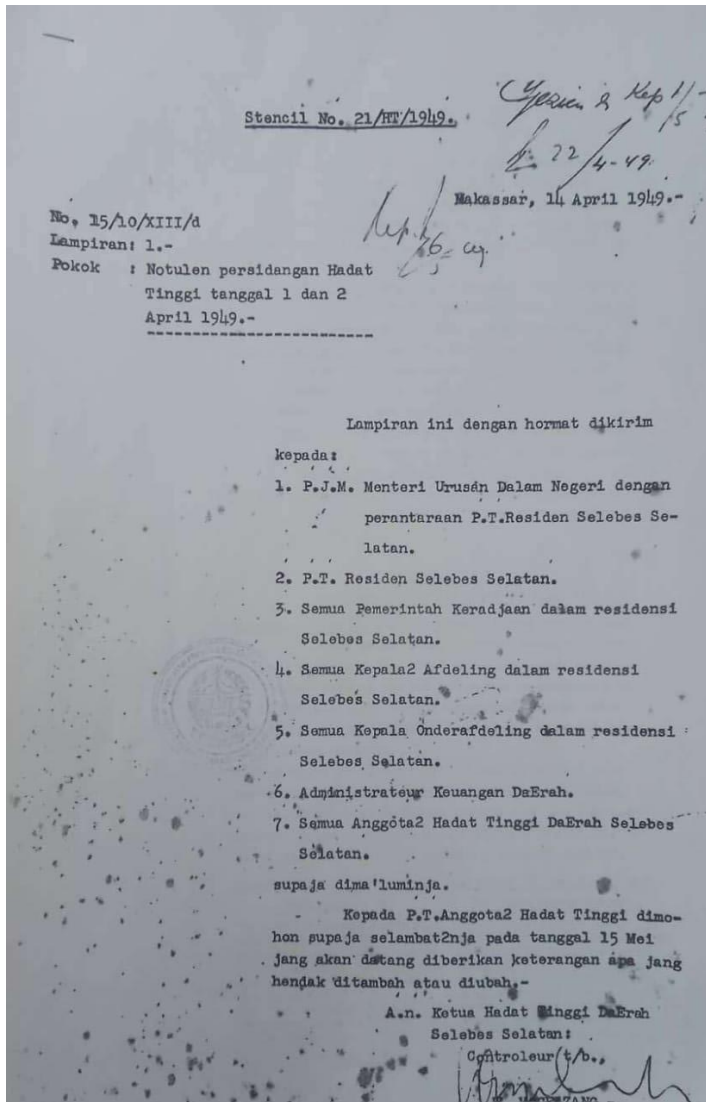 Stencil No. 21/HT/1949.
22/4-49
Makassar, 14 April 1949.-
No. 15/10/XIII/d
Lampiran: 1.-
Pokok : Notulen persidangan Hadat
Tinggi tanggal 1 dan 2
April 1949.-
Lampiran ini dengan hormat dikirim
kepada:
1. P.J.M. Menteri Urusan Dalam Negeri dengan
perantaraan P.T.Residen Selebes Se-
latan.
2. P.T. Residen Selebes Selatan.
3. Semua Pemerintah Keradjaan dalam residensi
Selebes Selatan.
4. Semua Kepala2 Afdeling dalam residensi
Selebes Selatan.
5. Semua Kepala Onderafdeling dalam residensi
Selebes Selatan.
6. Administrateur Keuangan DaErah.
7. Semua Anggota2 Hadat Tinggi DaErah Selebes
Selatan.
supaja dima'luminja.
Kepada P.T.Anggota2 Hadat Tinggi dimo-
hon supaja selambat2nja pada tanggal 15 Mei
jang akan datang diberikan keterangan apa jang
hendak ditambah atau diubah.-
A.n. Ketua Hadat Tinggi DaErah
Selebes Selatan:
Controleur t/b.,